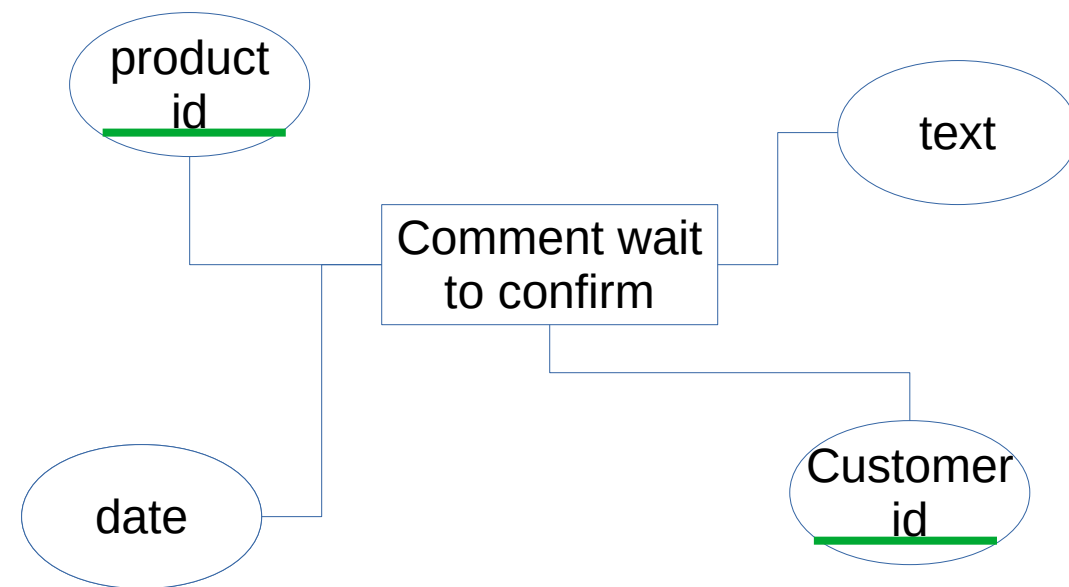 product
id
text
Comment wait
to confirm
Customer
id
date